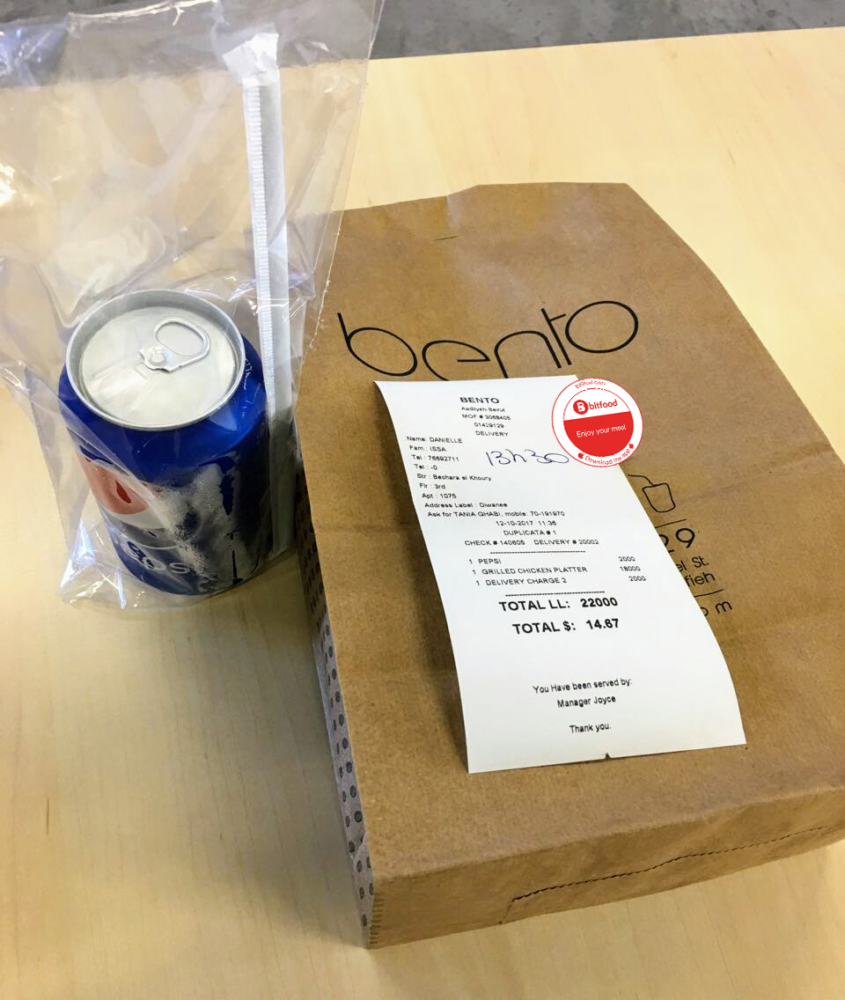 bento
BENTO
Aadliyeh-Beirut
MOF # 3068405
01429129
DELIVERY
Name: DANIELLE
Fam.: ISSA
Tel : 76692711
Tel : -0
Str : Bechara el Khoury
Flr : 3rd
Apt : 1075
Address Label : Diwanee
Ask for TANIA GHABI, mobile: 70-191970
13h30
12-10-2017 11:36
DUPLICATA # 1
CHECK # 140605 DELIVERY # 20002
1 PEPSI 2000
1 GRILLED CHICKEN PLATTER 18000
1 DELIVERY CHARGE 2 2000
TOTAL LL: 22000
TOTAL $: 14.67
You Have been served by:
Manager Joyce
Thank you.
bitfood.com
B bitfood
Enjoy your meal
Download the app
29
el St.
fieh
om